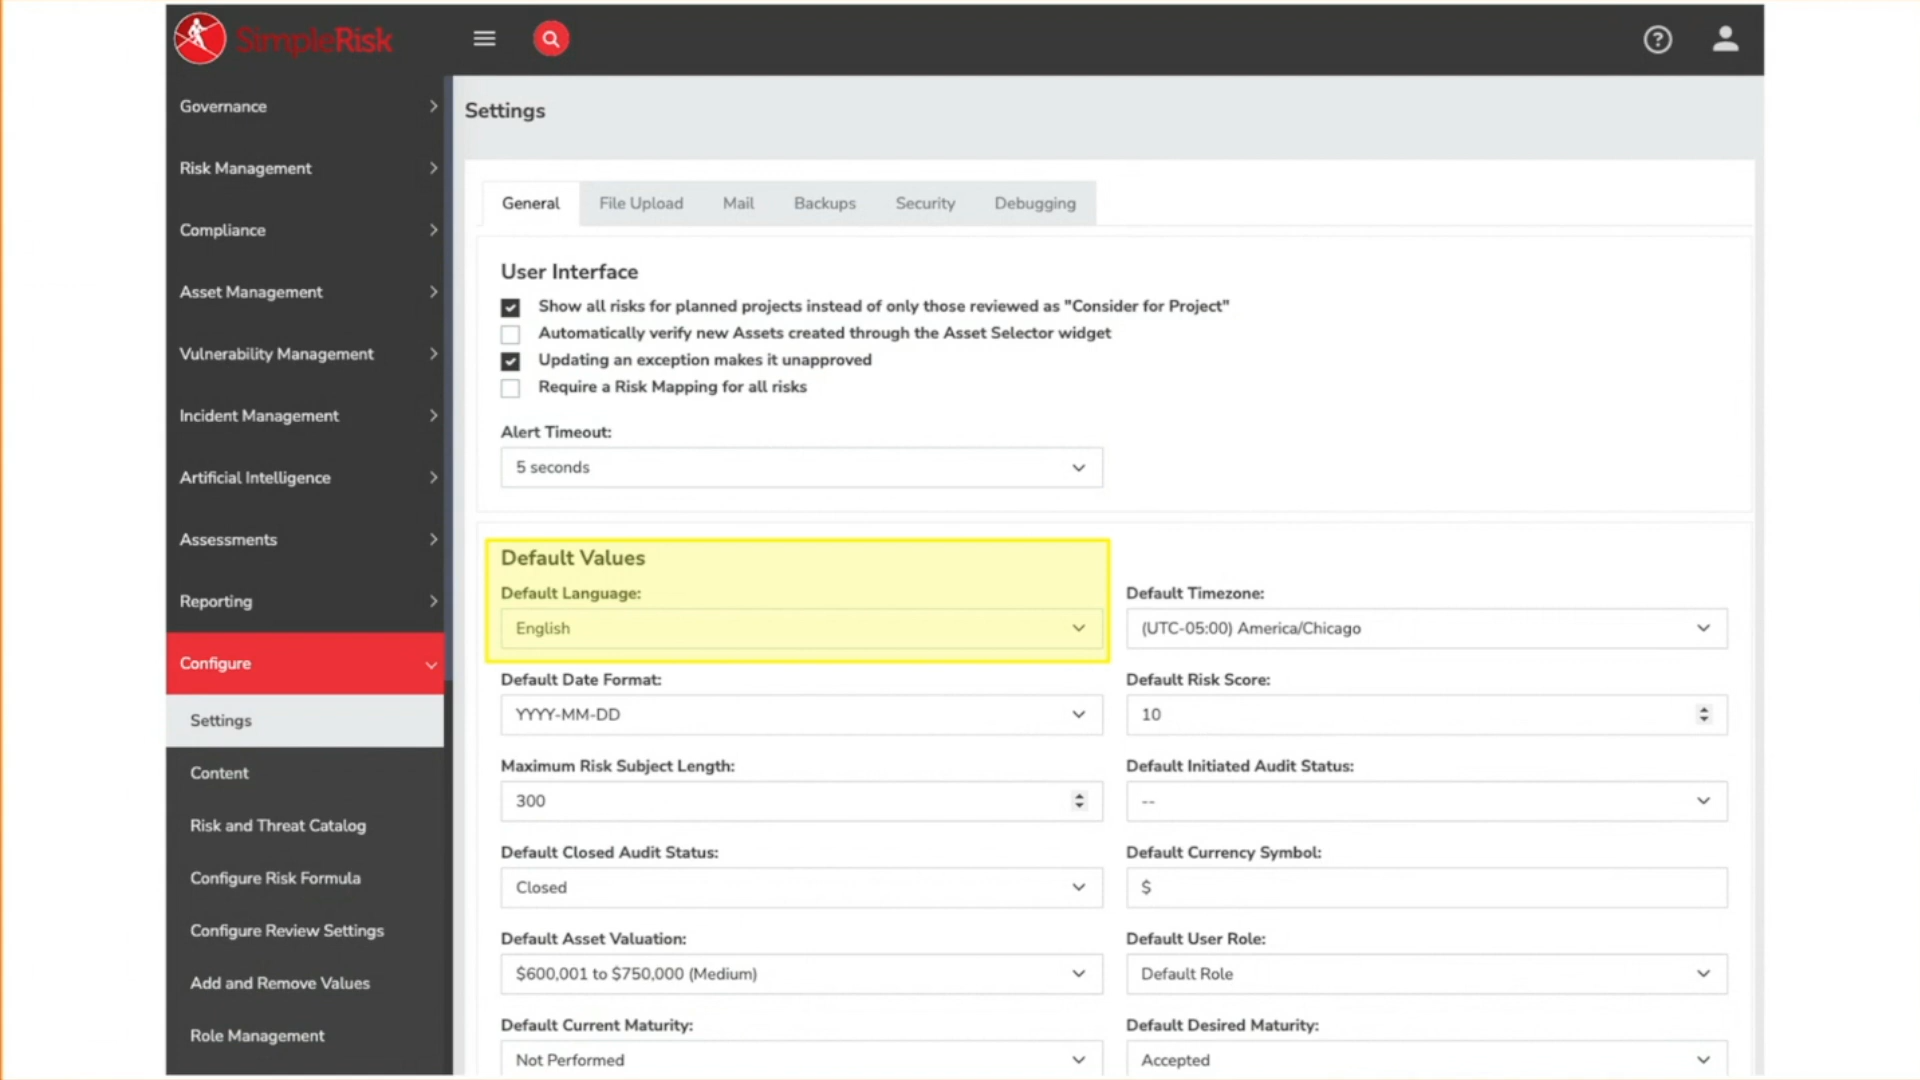 SimpleRisk
Governance
Risk Management
Compliance
Asset Management
Vulnerability Management
Incident Management
Artificial Intelligence
Assessments
Reporting
Configure
Settings
Content
Risk and Threat Catalog
Configure Risk Formula
Configure Review Settings
Add and Remove Values
Role Management
Settings
General File Upload Mail Backups Security Debugging
User Interface
Show all risks for planned projects instead of only those reviewed as "Consider for Project"
Automatically verify new Assets created through the Asset Selector widget
Updating an exception makes it unapproved
Require a Risk Mapping for all risks
Alert Timeout:
5 seconds
Default Values
Default Language:
English
Default Timezone:
(UTC-05:00) America/Chicago
Default Date Format:
YYYY-MM-DD
Default Risk Score:
10
Maximum Risk Subject Length:
300
Default Initiated Audit Status:
--
Default Closed Audit Status:
Closed
Default Currency Symbol:
$
Default Asset Valuation:
$600,001 to $750,000 (Medium)
Default User Role:
Default Role
Default Current Maturity:
Not Performed
Default Desired Maturity:
Accepted